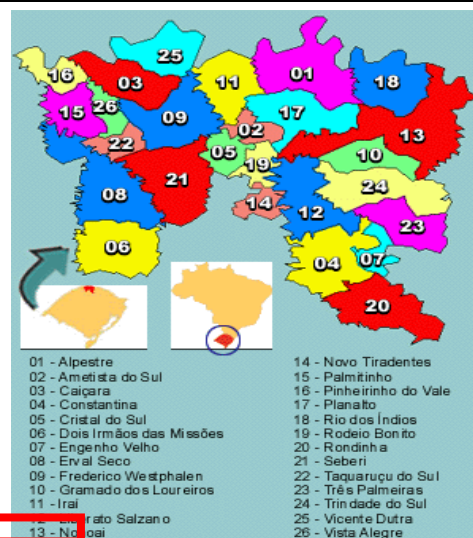 25
01
16
03
11
18
26
15
09
17
02
13
22
05
19
10
21
24
08
14
12
23
06
04
07
20
01 - Alpestre
02 - Ametista do Sul
03 - Caiçara
04 - Constantina
05 - Cristal do Sul
06 - Dois Irmãos das Missões
07 - Engenho Velho
08 - Erval Seco
09 - Frederico Westphalen
10 - Gramado dos Loureiros
11 - Iraí
Salzano
13 -
14 - Novo Tiradentes
15 - Palmitinho
16 - Pinheirinho do Vale
17 - Planalto
18 - Rio dos Índios
19 - Rodeio Bonito
20 - Rondinha
21 - Seberi
22 - Taquaruçu do Sul
23 - Três Palmeiras
24 - Trindade do Sul
25 - Vicente Dutra
26 - Vista Alegre